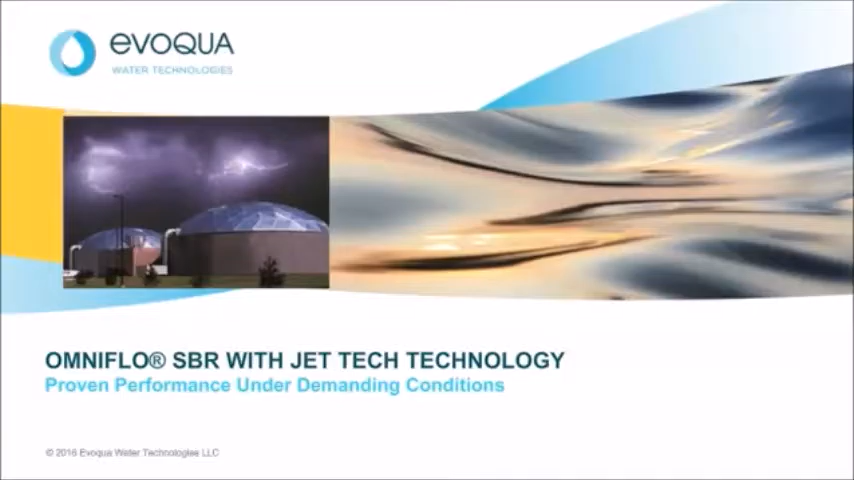 evoQUA
WATER TECHNOLOGIES
OMNIFLO® SBR WITH JET TECH TECHNOLOGY
Proven Performance Under Demanding Conditions
© 2016 Evoqua Water Technologies LLC